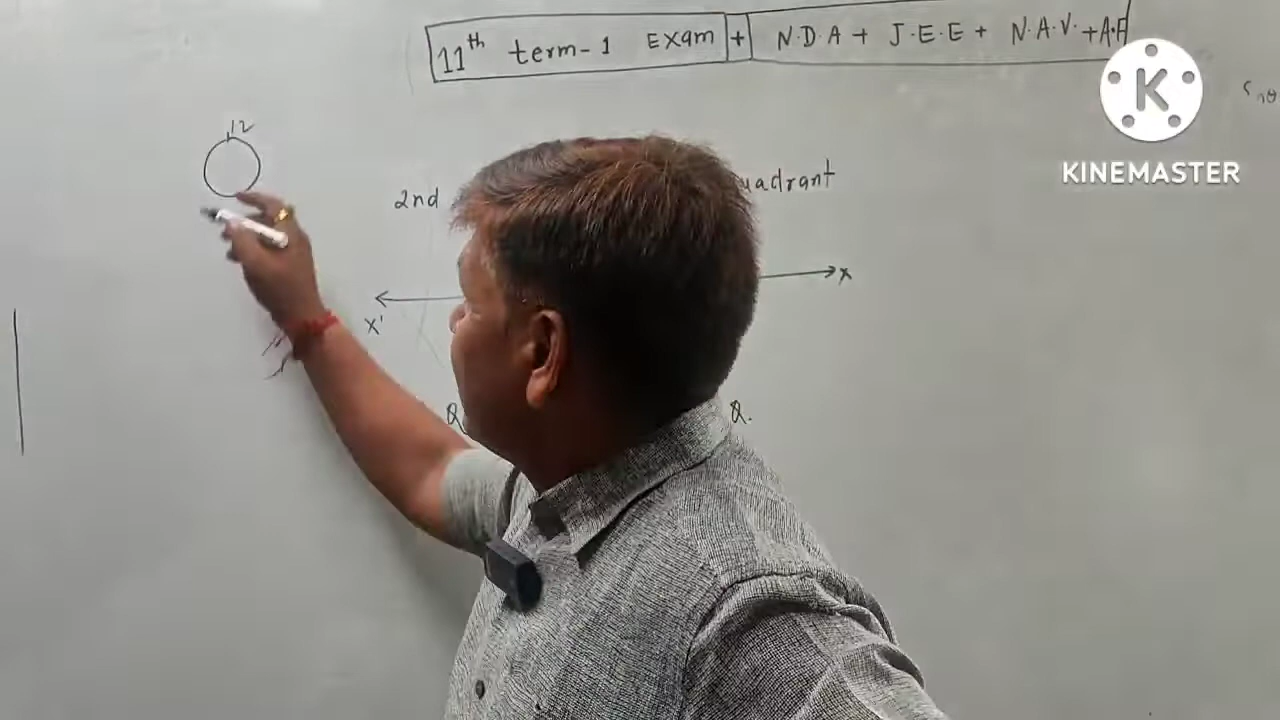 11th term-1 Exam + N.D.A + J.E.E + N.A.V. + A.F
12
K
KINEMASTER
2nd
uadrant
x
x'
Q
Q.